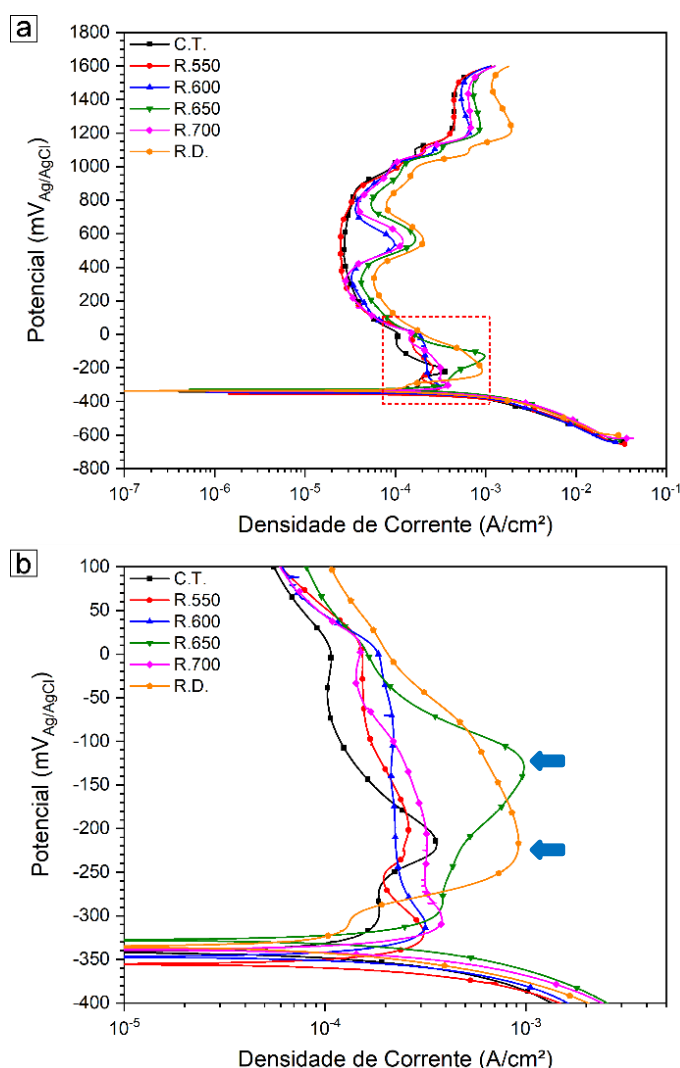 a
C.T.
R.550
R.600
R.650
R.700
R.D.
Potencial (mV_Ag/AgCl)
1800
1600
1400
1200
1000
800
600
400
200
0
-200
-400
-600
-800
10^-7
10^-6
10^-5
10^-4
10^-3
10^-2
10^-1
Densidade de Corrente (A/cm²)
b
C.T.
R.550
R.600
R.650
R.700
R.D.
Potencial (mV_Ag/AgCl)
100
50
0
-50
-100
-150
-200
-250
-300
-350
-400
10^-5
10^-4
10^-3
Densidade de Corrente (A/cm²)